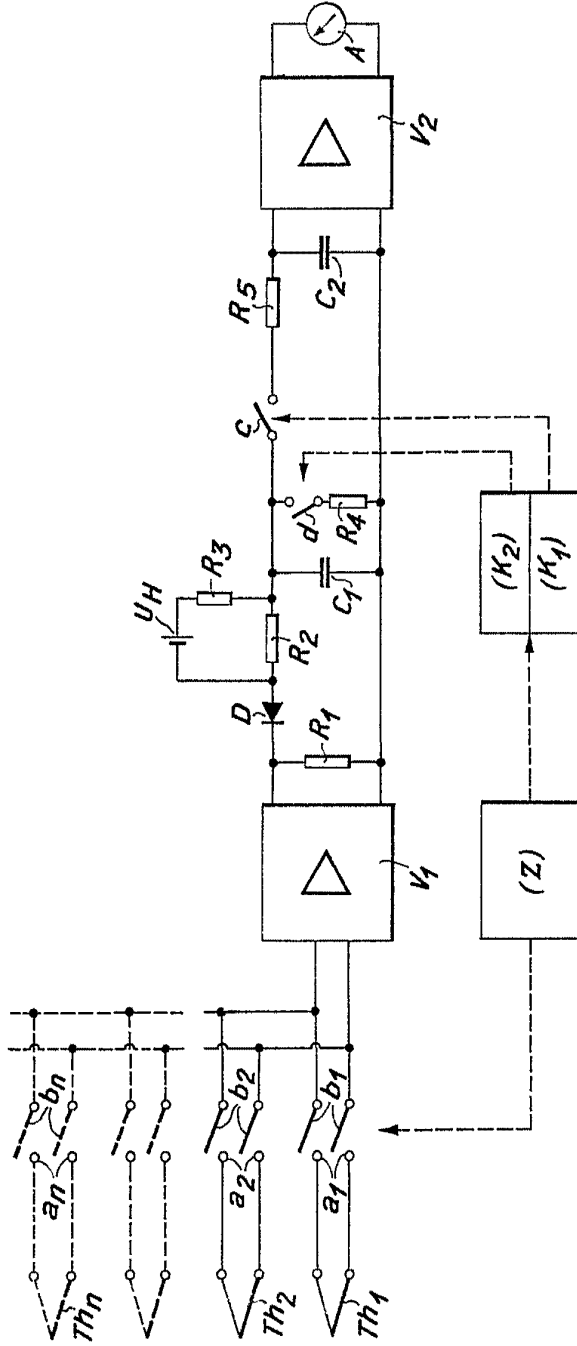 Th₁
Th₂
Thₙ
a₁
a₂
aₙ
b₁
b₂
bₙ
V₁
R₁
D
R₂
U_H
R₃
C₁
d
R₄
c
R₅
C₂
V₂
A
(Z)
(K₂)
(K₁)